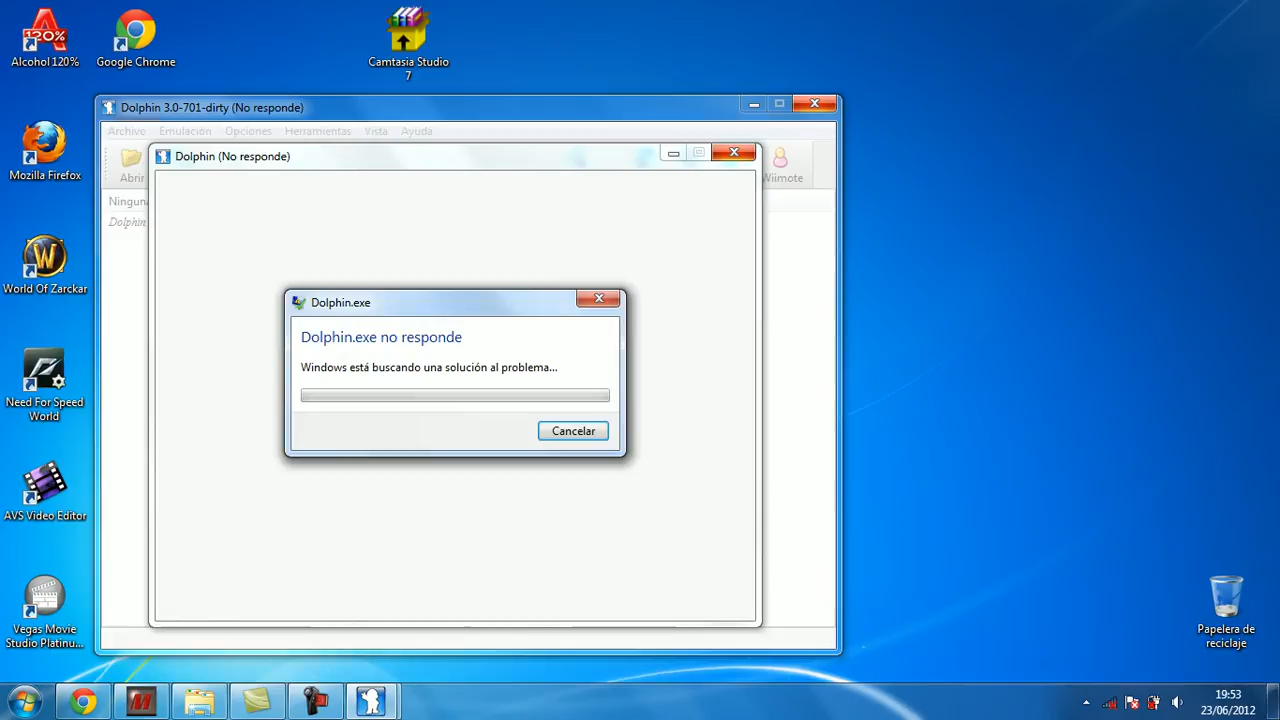 Alcohol 120%
Google Chrome
Camtasia Studio
7
Dolphin 3.0-701-dirty (No responde)
Archivo Emulación Opciones Herramientas Vista Ayuda
Dolphin (No responde)
Mozilla Firefox
Abrir
Wiimote
Dolphin
World Of Zarckar
Dolphin.exe
Dolphin.exe no responde
Windows está buscando una solución al problema...
Cancelar
Need For Speed
World
AVS Video Editor
Vegas Movie
Studio Platinu...
Papelera de
reciclaje
19:53
23/06/2012